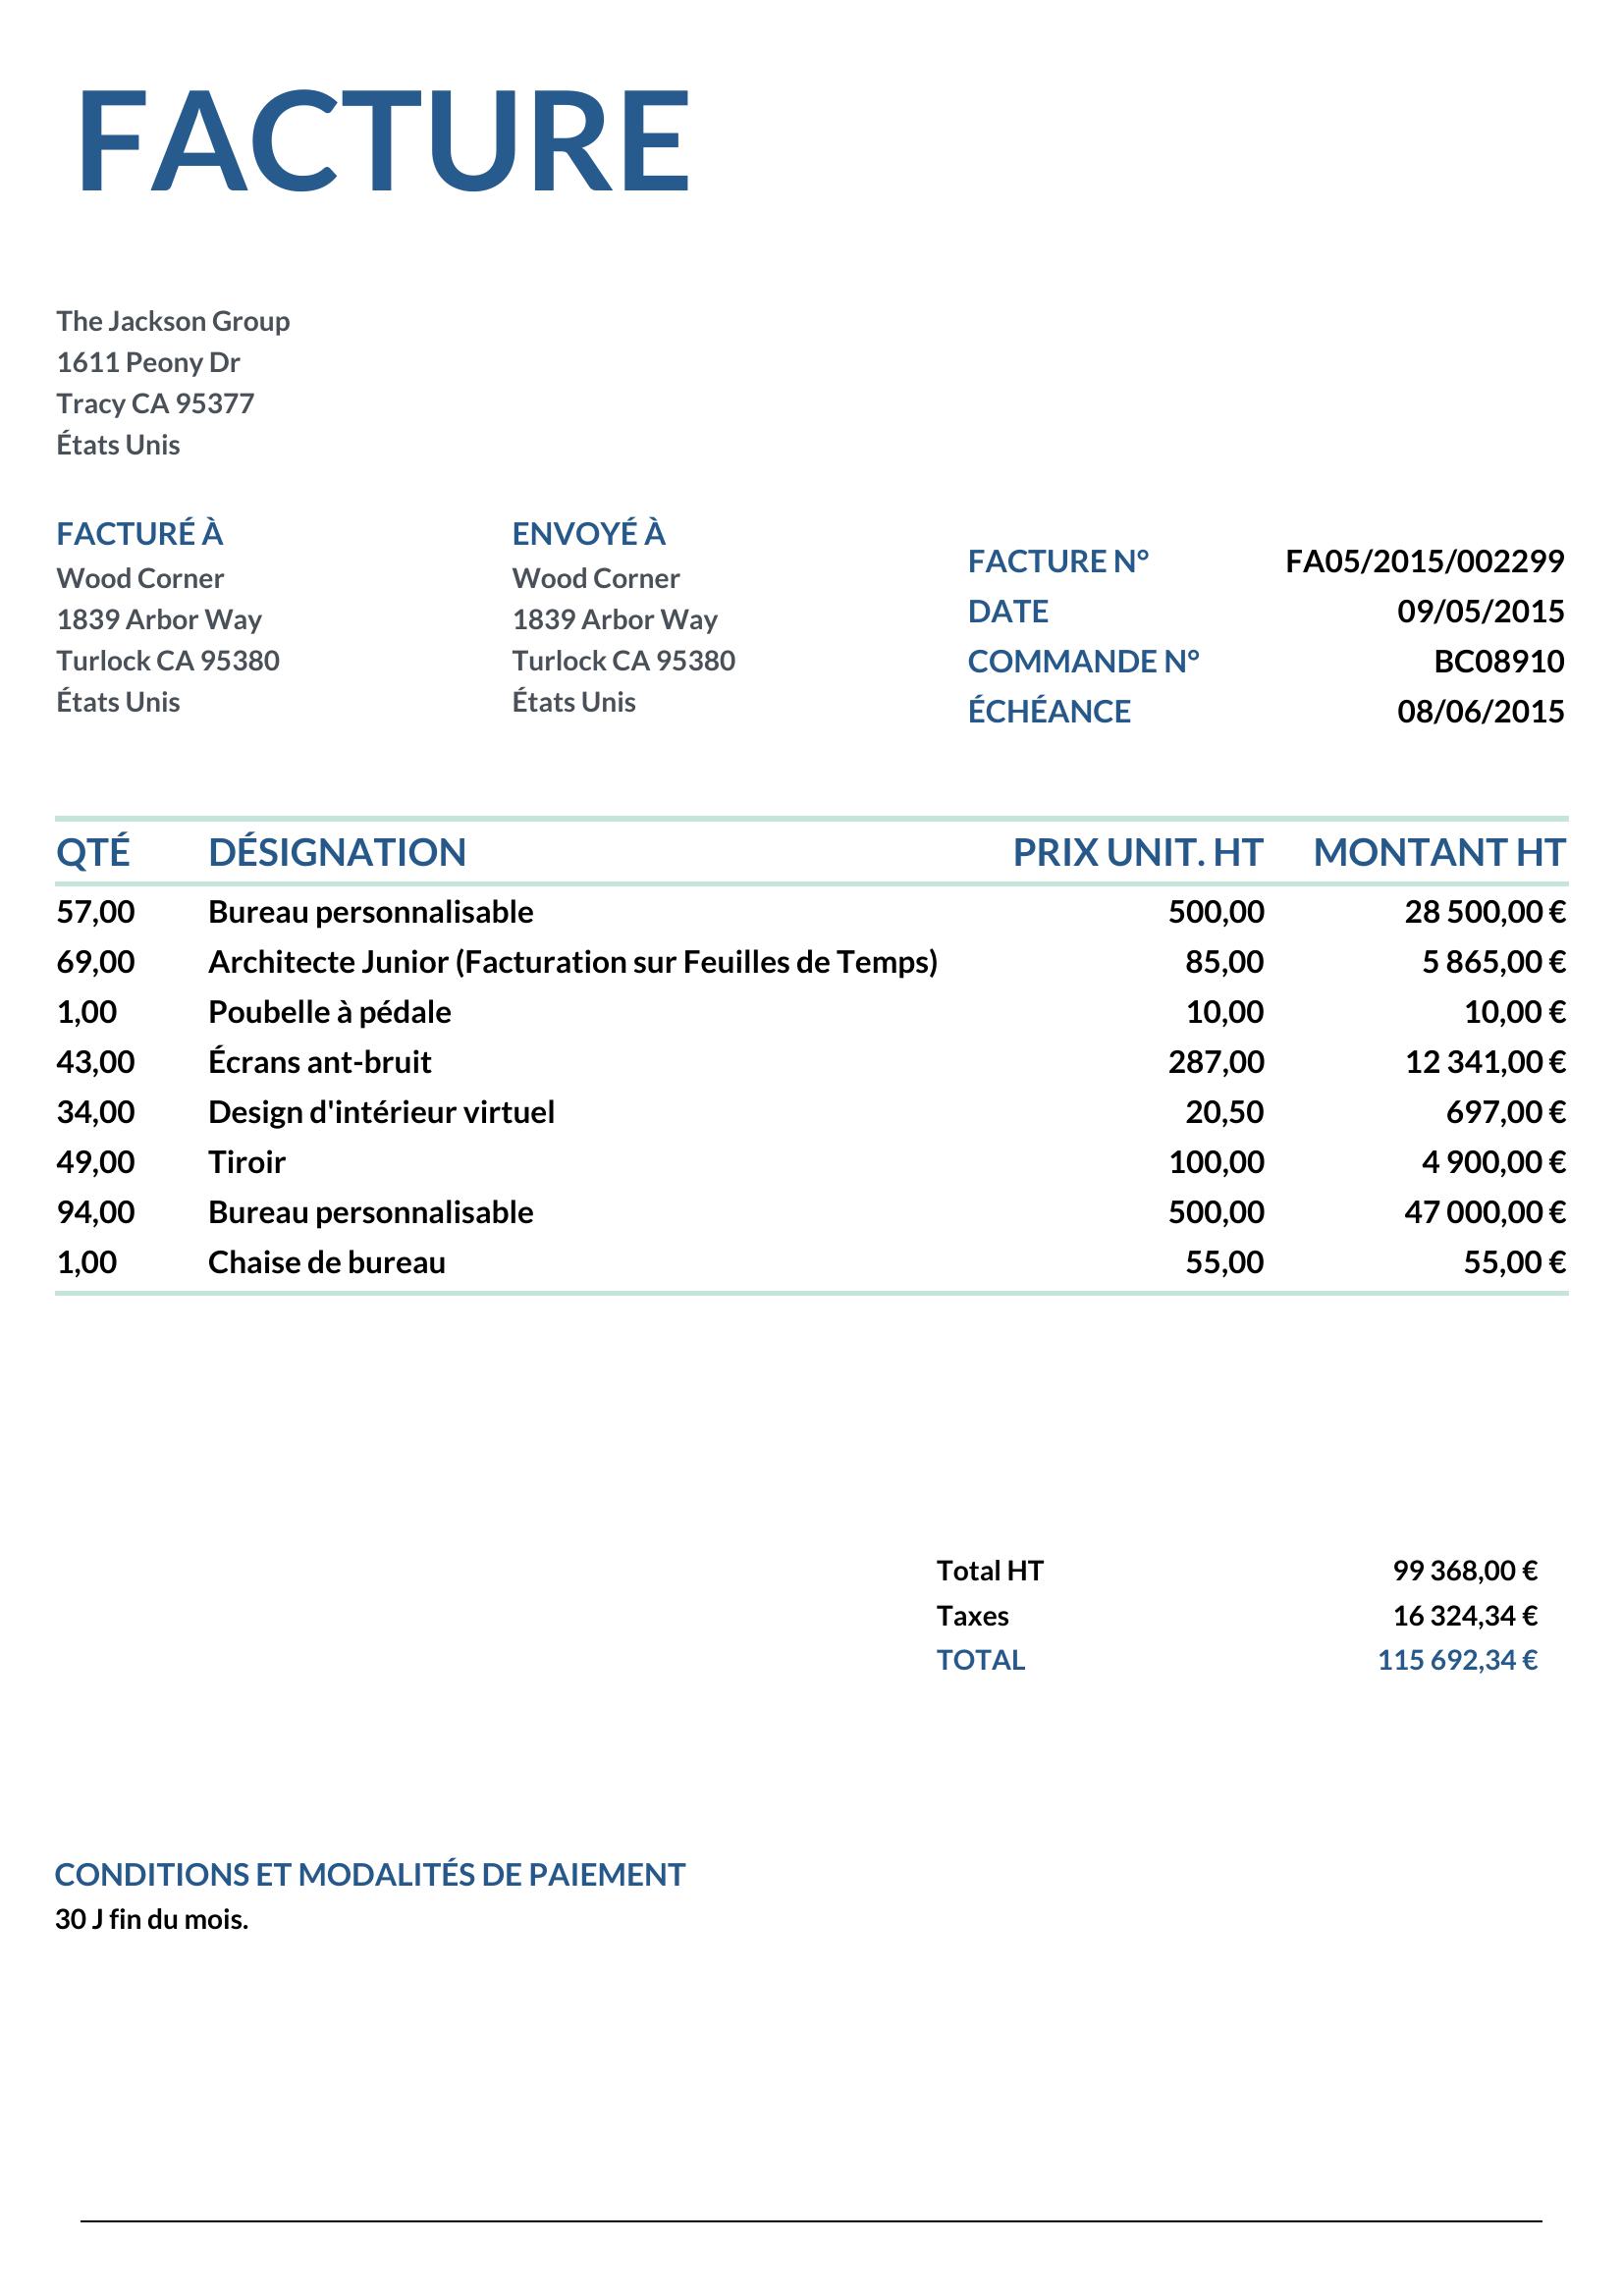 FACTURE
The Jackson Group
1611 Peony Dr
Tracy CA 95377
États Unis
FACTURÉ À
Wood Corner
1839 Arbor Way
Turlock CA 95380
États Unis
ENVOYÉ À
Wood Corner
1839 Arbor Way
Turlock CA 95380
États Unis
FACTURE N° FA05/2015/002299
DATE 09/05/2015
COMMANDE N° BC08910
ÉCHÉANCE 08/06/2015
QTÉ DÉSIGNATION PRIX UNIT. HT MONTANT HT
57,00 Bureau personnalisable 500,00 28 500,00 €
69,00 Architecte Junior (Facturation sur Feuilles de Temps) 85,00 5 865,00 €
1,00 Poubelle à pédale 10,00 10,00 €
43,00 Écrans ant-bruit 287,00 12 341,00 €
34,00 Design d'intérieur virtuel 20,50 697,00 €
49,00 Tiroir 100,00 4 900,00 €
94,00 Bureau personnalisable 500,00 47 000,00 €
1,00 Chaise de bureau 55,00 55,00 €
Total HT 99 368,00 €
Taxes 16 324,34 €
TOTAL 115 692,34 €
CONDITIONS ET MODALITÉS DE PAIEMENT
30 J fin du mois.